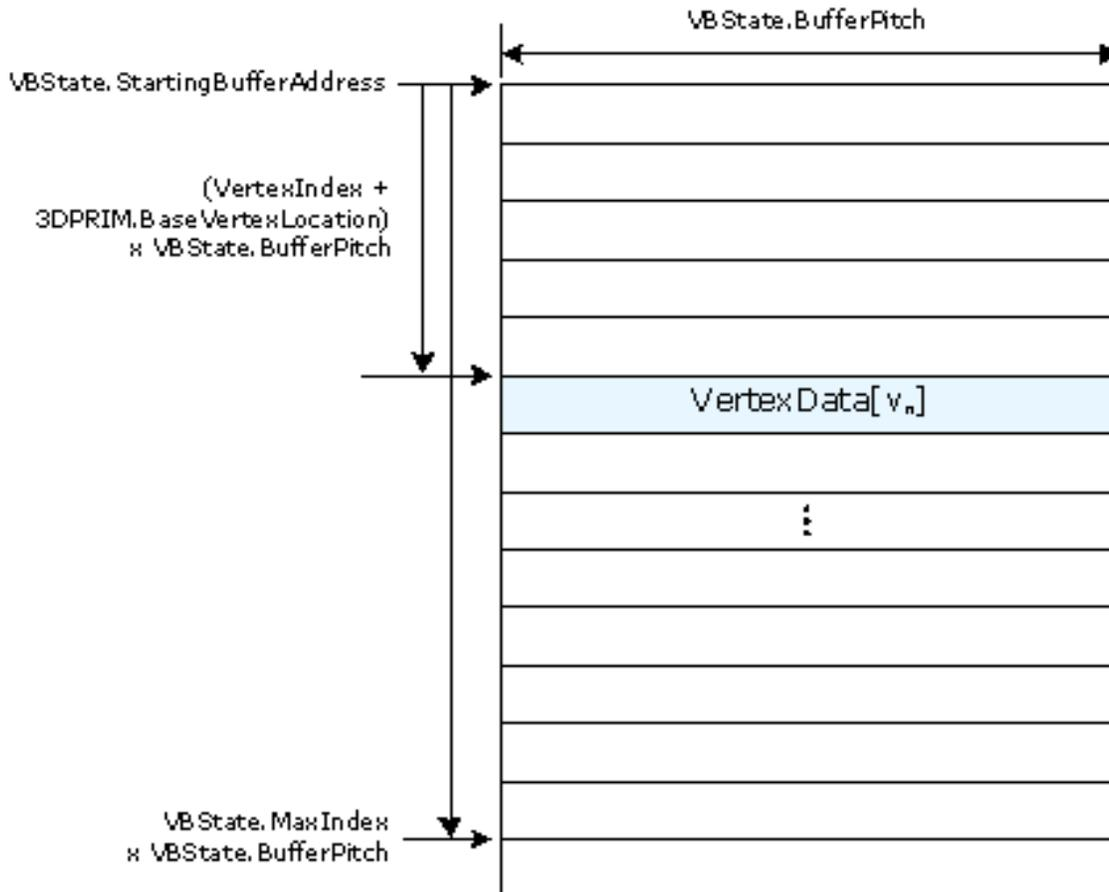 VBState.BufferPitch
VBState.StartingBufferAddress
(VertexIndex +
3DPRIM.BaseVertexLocation)
x VBState.BufferPitch
VertexData[vₙ]
⋮
VBState.MaxIndex
x VBState.BufferPitch